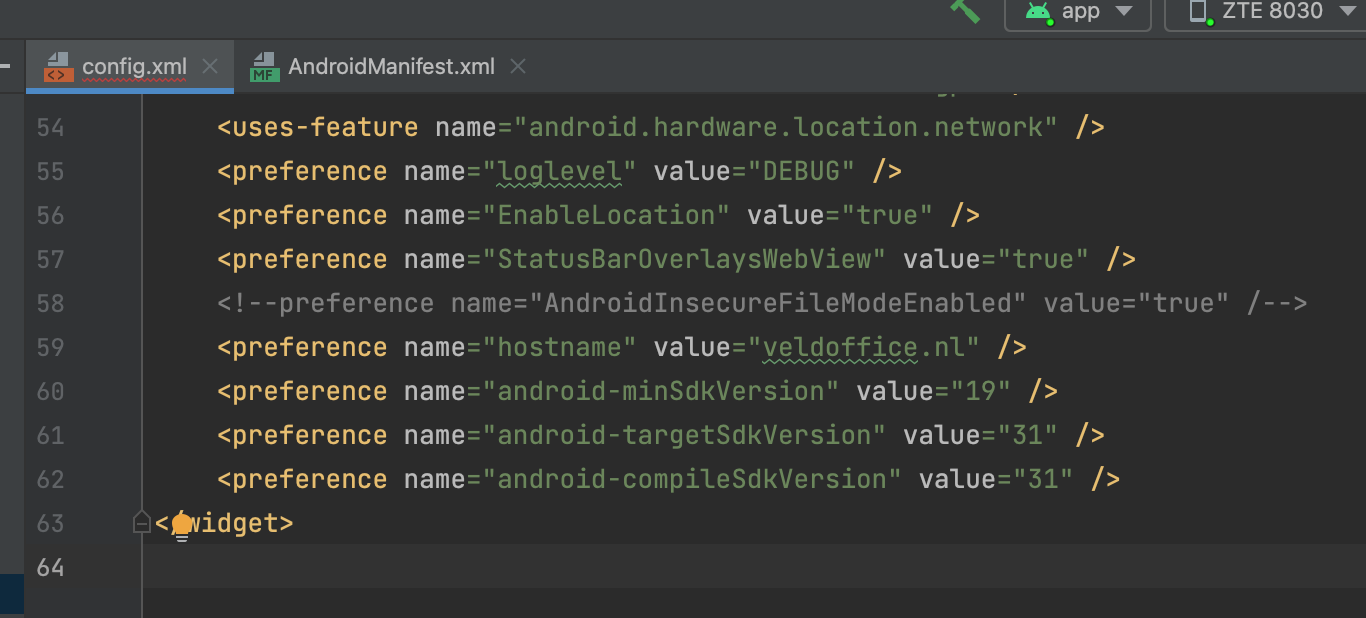 app
ZTE 8030
config.xml
MF
AndroidManifest.xml
54 <uses-feature name="android.hardware.location.network" />
55 <preference name="loglevel" value="DEBUG" />
56 <preference name="EnableLocation" value="true" />
57 <preference name="StatusBarOverlaysWebView" value="true" />
58 <!--preference name="AndroidInsecureFileModeEnabled" value="true" /-->
59 <preference name="hostname" value="veldoffice.nl" />
60 <preference name="android-minSdkVersion" value="19" />
61 <preference name="android-targetSdkVersion" value="31" />
62 <preference name="android-compileSdkVersion" value="31" />
63 </widget>
64